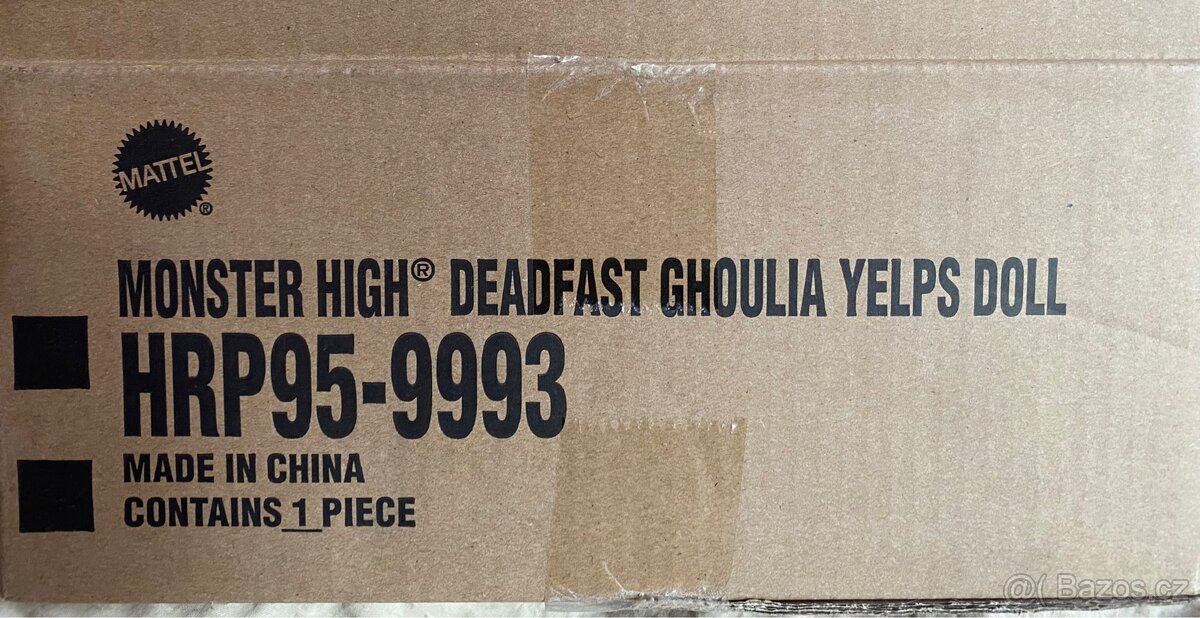 MATTEL®
MONSTER HIGH® DEADFAST GHOULIA YELPS DOLL
HRP95-9993
MADE IN CHINA
CONTAINS 1 PIECE
@( Bazos.cz